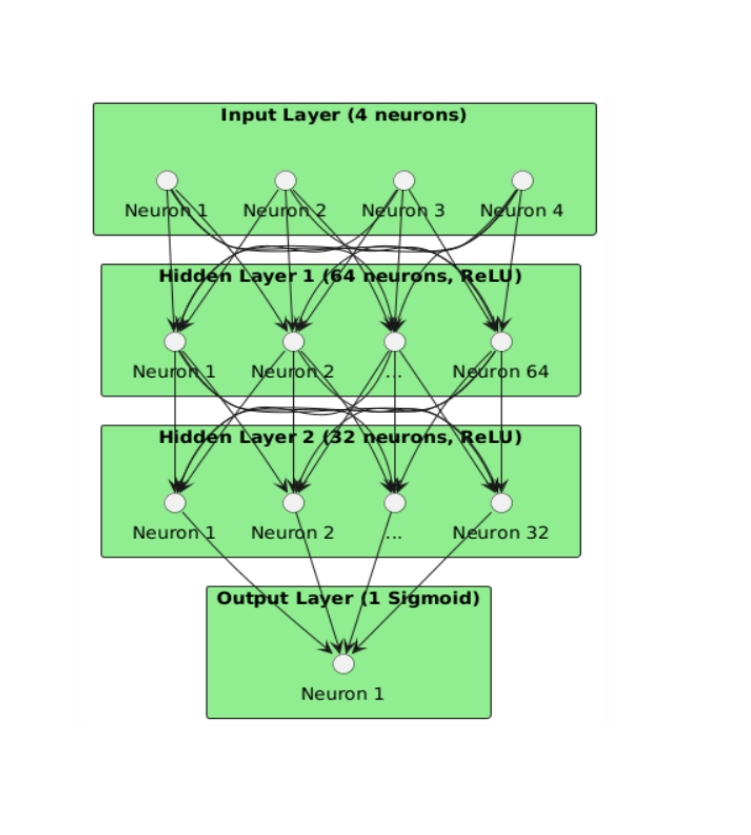 Input Layer (4 neurons)
Neuron 1 Neuron 2 Neuron 3 Neuron 4
Hidden Layer 1 (64 neurons, ReLU)
Neuron 1 Neuron 2 ... Neuron 64
Hidden Layer 2 (32 neurons, ReLU)
Neuron 1 Neuron 2 ... Neuron 32
Output Layer (1 Sigmoid)
Neuron 1